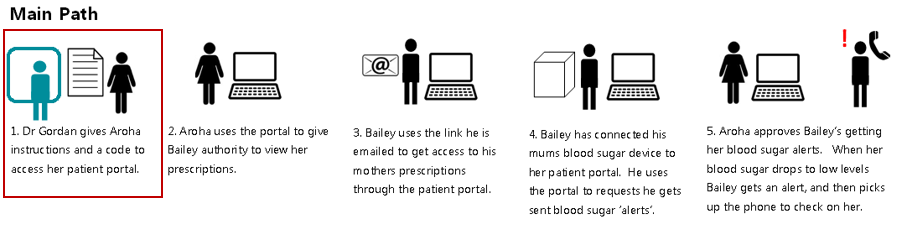 Main Path
@
!
1. Dr Gordan gives Aroha
instructions and a code to
access her patient portal.
2. Aroha uses the portal to give
Bailey authority to view her
prescriptions.
3. Bailey uses the link he is
emailed to get access to his
mothers prescriptions
through the patient portal.
4. Bailey has connected his
mums blood sugar device to
her patient portal. He uses
the portal to requests he gets
sent blood sugar ‘alerts’.
5. Aroha approves Bailey’s getting
her blood sugar alerts. When her
blood sugar drops to low levels
Bailey gets an alert, and then picks
up the phone to check on her.